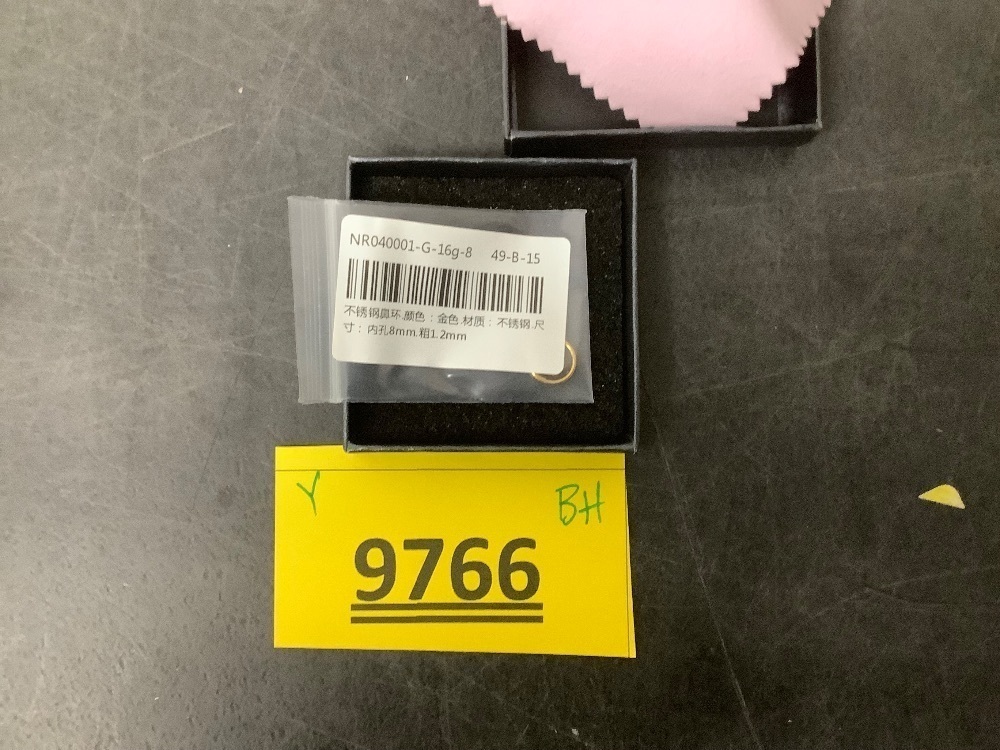 NR040001-G-16g-8 49-B-15
不锈钢鼻环.颜色：金色.材质：不锈钢.尺
寸：内孔8mm.粗1.2mm
Y BH
9766